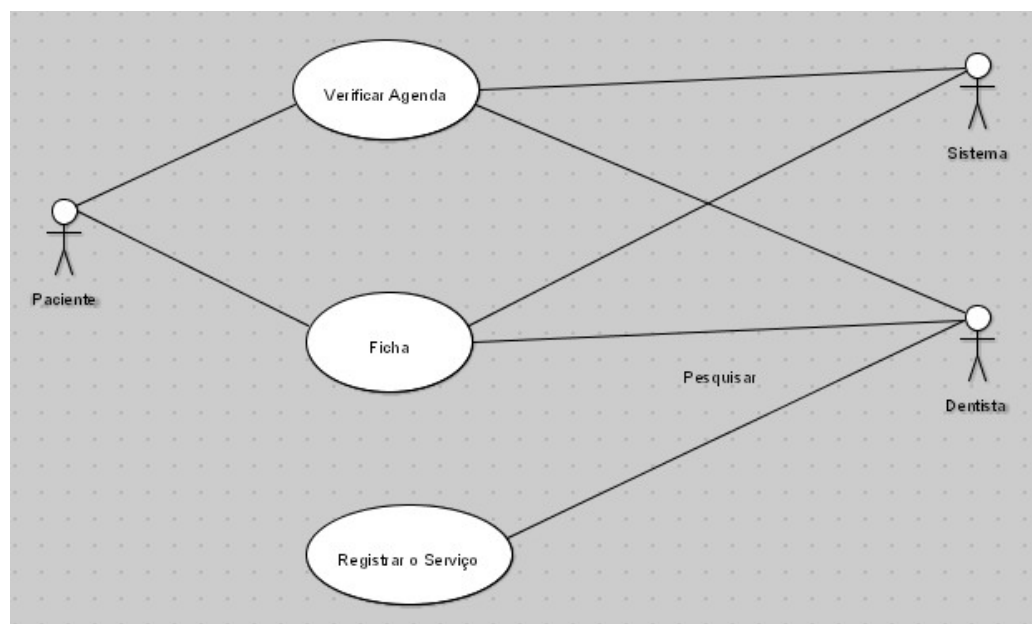 Verificar Agenda
Sistema
Paciente
Ficha
Pesquisar
Dentista
Registrar o Serviço